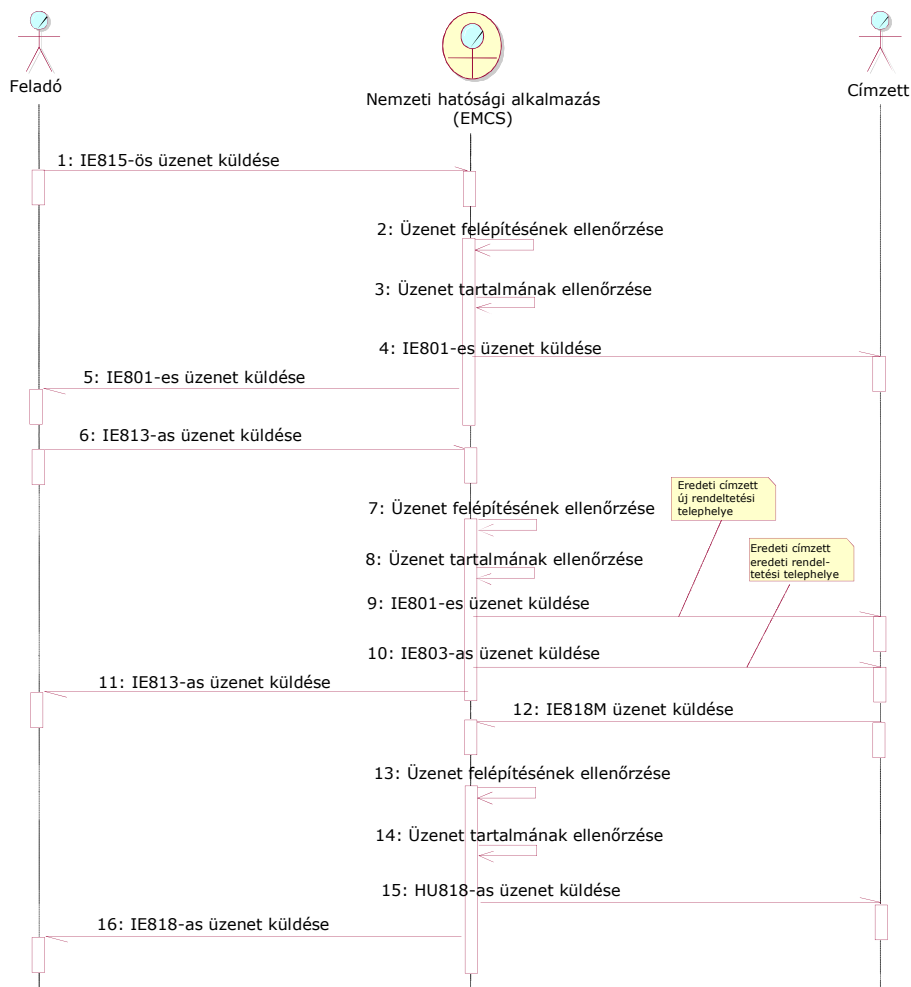 Feladó
Nemzeti hatósági alkalmazás
(EMCS)
Címzett
1: IE815-ös üzenet küldése
2: Üzenet felépítésének ellenőrzése
3: Üzenet tartalmának ellenőrzése
4: IE801-es üzenet küldése
5: IE801-es üzenet küldése
6: IE813-as üzenet küldése
Eredeti címzett
új rendeltetési
telephelye
7: Üzenet felépítésének ellenőrzése
Eredeti címzett
eredeti rendel-
tetési telephelye
8: Üzenet tartalmának ellenőrzése
9: IE801-es üzenet küldése
10: IE803-as üzenet küldése
11: IE813-as üzenet küldése
12: IE818M üzenet küldése
13: Üzenet felépítésének ellenőrzése
14: Üzenet tartalmának ellenőrzése
15: HU818-as üzenet küldése
16: IE818-as üzenet küldése